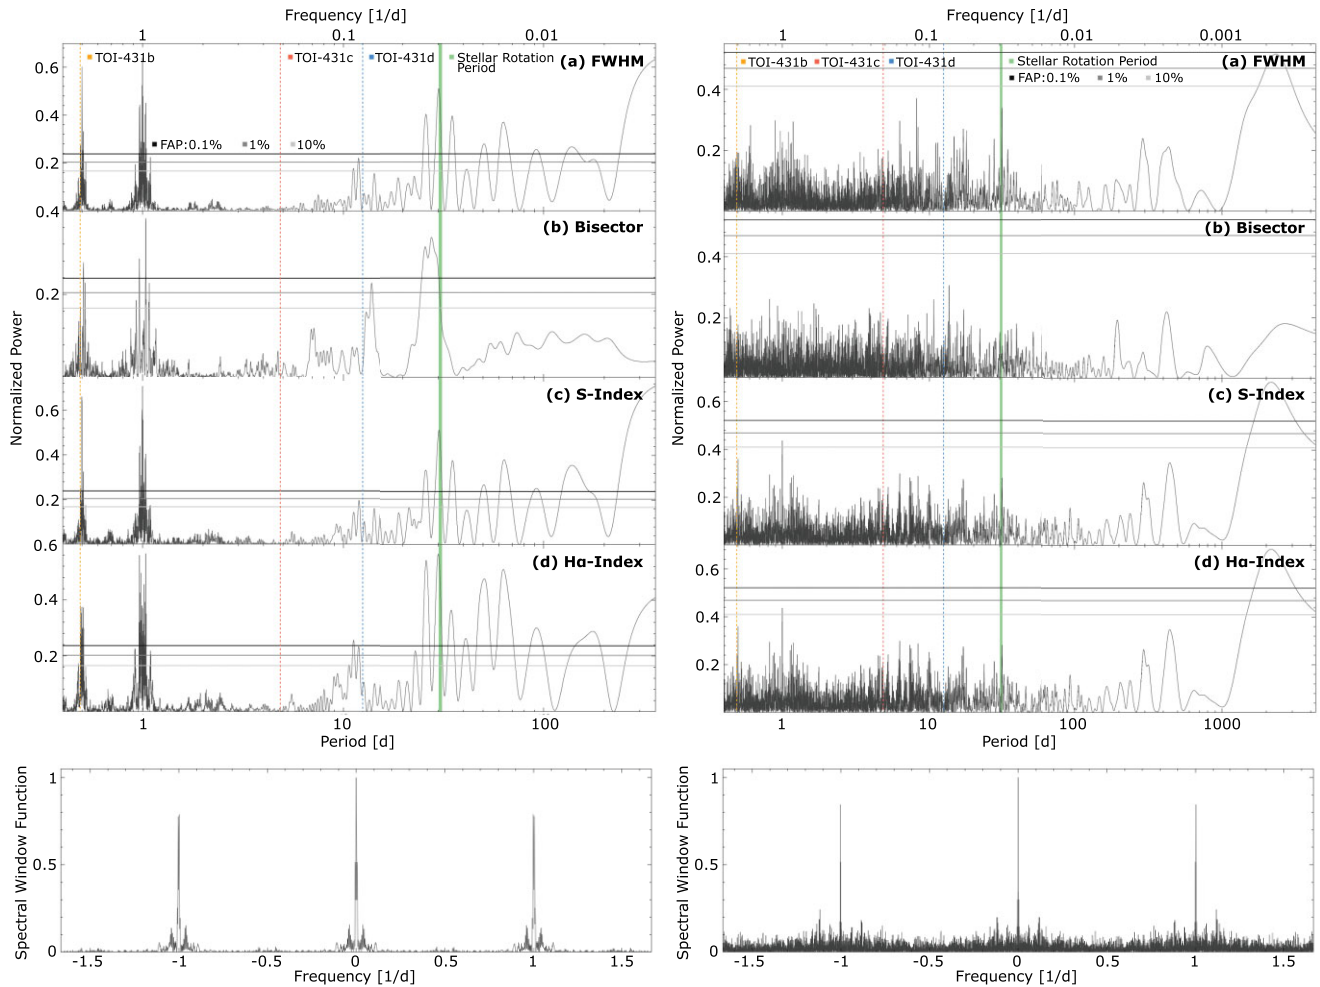 Frequency [1/d]
1 0.1 0.01
TOI-431b TOI-431c TOI-431d Stellar Rotation Period (a) FWHM
FAP:0.1% 1% 10%
0.6
0.4
0.2
0.4
(b) Bisector
0.2
Normalized Power
(c) S-Index
0.6
0.4
0.2
0.6
(d) Hα-Index
0.4
0.2
1 10 100
Period [d]
Frequency [1/d]
1 0.1 0.01 0.001
TOI-431b TOI-431c TOI-431d Stellar Rotation Period (a) FWHM
FAP:0.1% 1% 10%
0.4
0.2
(b) Bisector
0.4
0.2
Normalized Power
(c) S-Index
0.6
0.4
0.2
(d) Hα-Index
0.6
0.4
0.2
1 10 100 1000
Period [d]
Spectral Window Function
1
0.5
0
-1.5 -1 -0.5 0 0.5 1 1.5
Frequency [1/d]
Spectral Window Function
1
0.5
0
-1.5 -1 -0.5 0 0.5 1 1.5
Frequency [1/d]